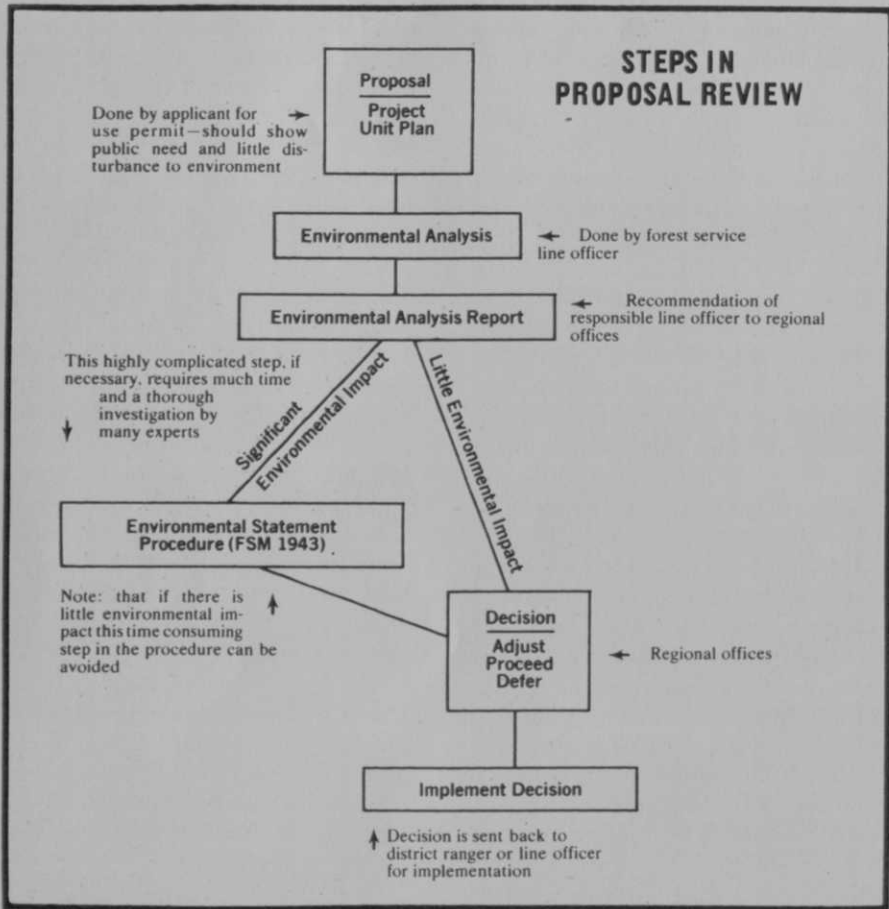 STEPS IN
PROPOSAL REVIEW
Proposal
Project
Unit Plan
Done by applicant for →
use permit—should show
public need and little dis-
turbance to environment
Environmental Analysis
← Done by forest service
line officer
Environmental Analysis Report
← Recommendation of
responsible line officer to regional
offices
This highly complicated step, if
necessary, requires much time
and a thorough
investigation by
↓ many experts
Significant
Environmental Impact
Little Environmental Impact
Environmental Statement
Procedure (FSM 1943)
Note: that if there is
little environmental im- ↑
pact this time consuming
step in the procedure can be
avoided
Decision
Adjust
Proceed
Defer
← Regional offices
Implement Decision
↑ Decision is sent back to
district ranger or line officer
for implementation